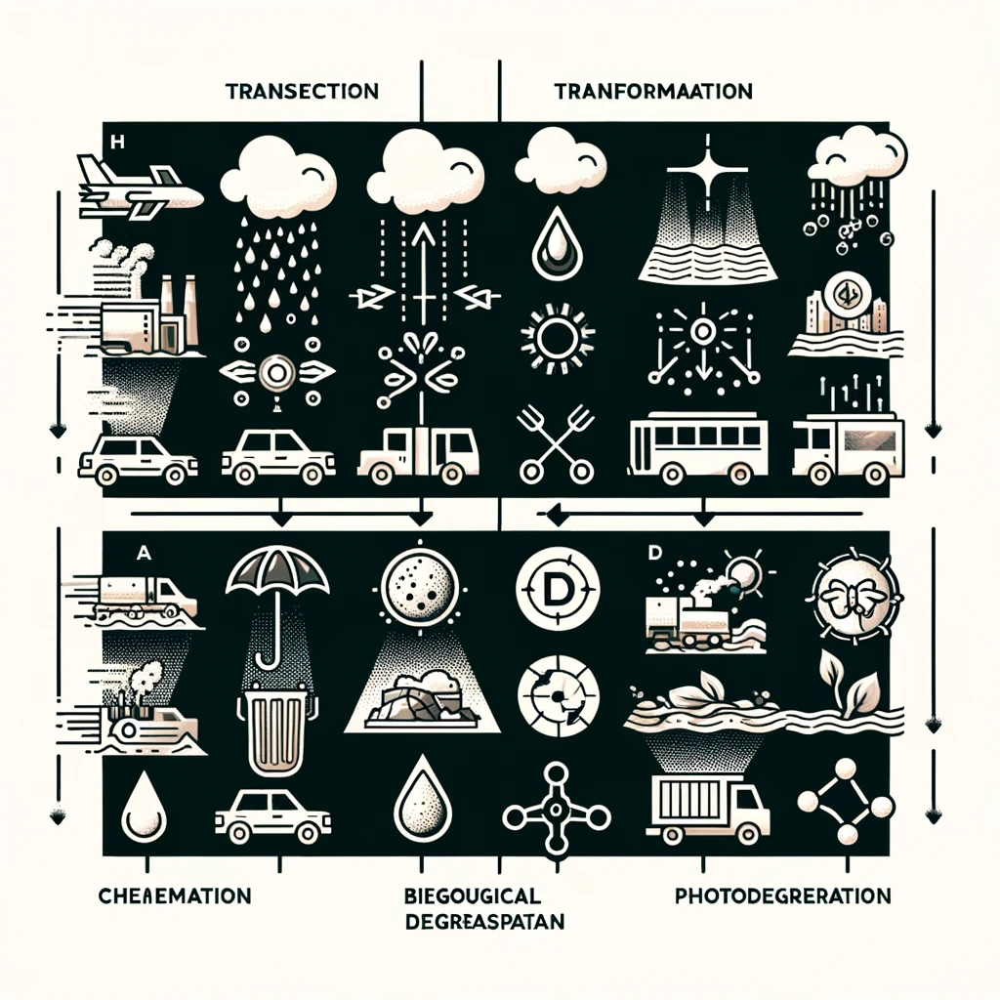 TRANSECTION
TRANFORMAATION
H
A
D
D
CHEAEMATION
BIEGOUGICAL
DEGREASPATAN
PHOTODEGRERATION